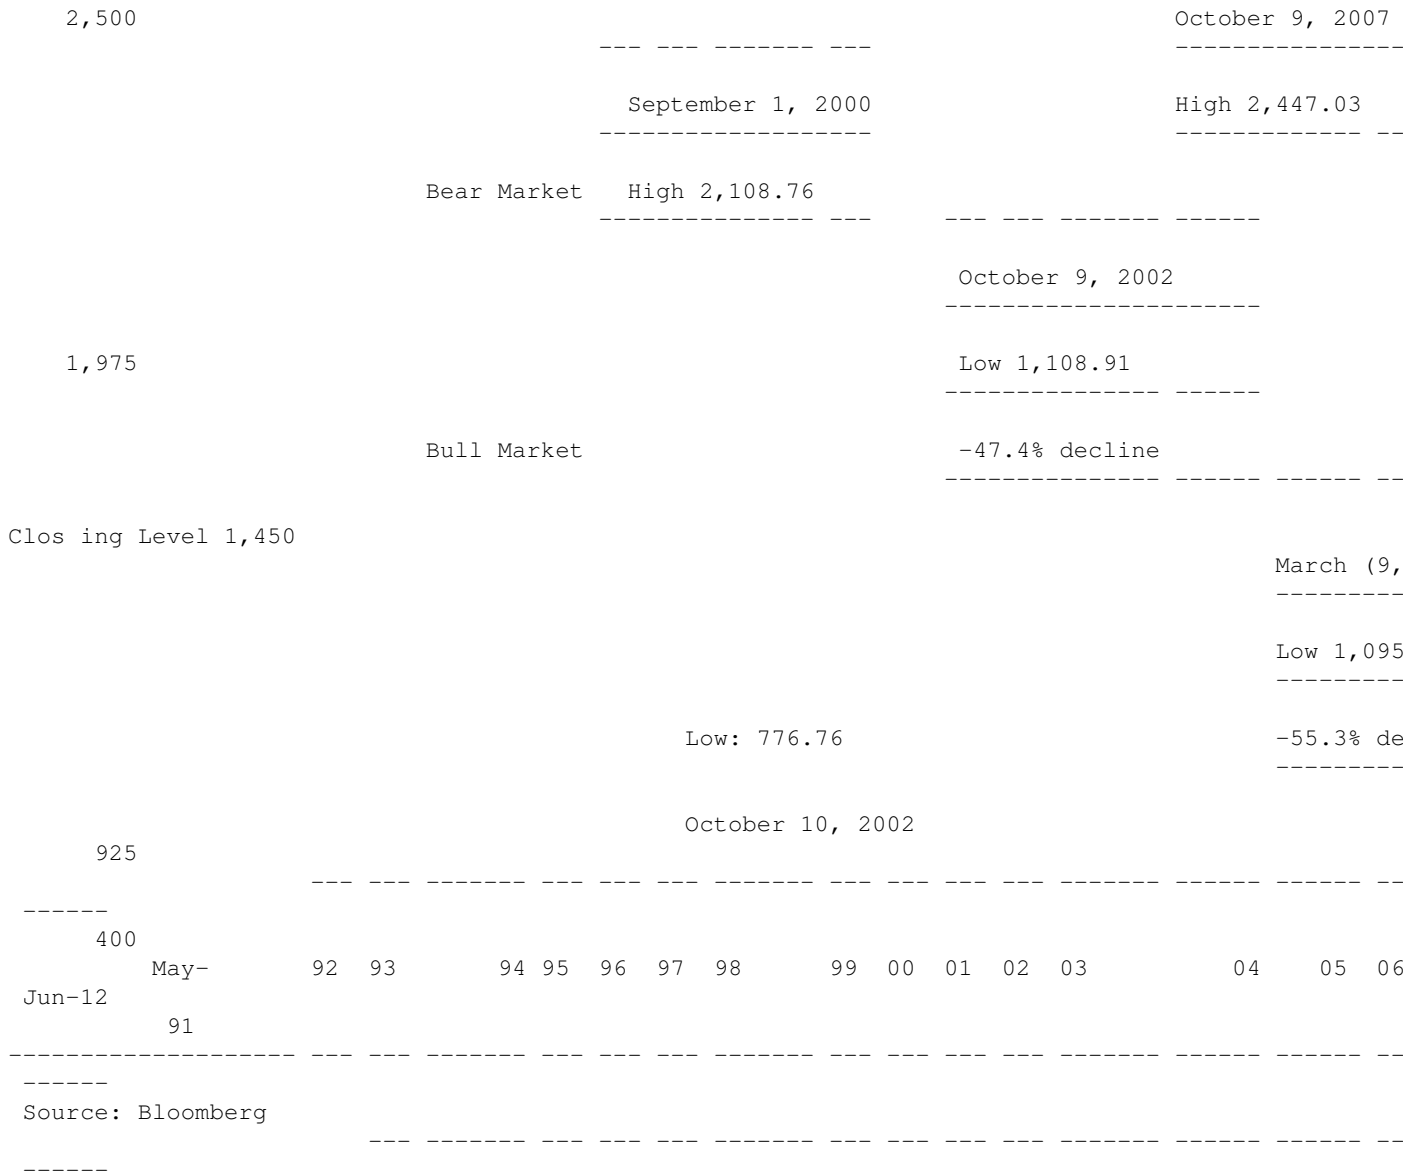 2,500 October 9, 2007
--- --- ------- --- ----------------
September 1, 2000 High 2,447.03
------------------- ------------- --
Bear Market High 2,108.76
--------------- --- --- --- ------- ------
October 9, 2002
----------------------
1,975 Low 1,108.91
--------------- ------
Bull Market -47.4% decline
--------------- ------ ------ --
Clos ing Level 1,450
March (9,
---------
Low 1,095
---------
Low: 776.76 -55.3% de
---------
October 10, 2002
925
--- --- ------- --- --- --- ------- --- --- --- --- ------- ------ ------ --
------
400
May- 92 93 94 95 96 97 98 99 00 01 02 03 04 05 06
Jun-12
91
-------------------- --- --- ------- --- --- --- ------- --- --- --- --- ------- ------ ------ --
------
Source: Bloomberg
--- ------- --- --- --- ------- --- --- --- --- ------- ------ ------ --
------